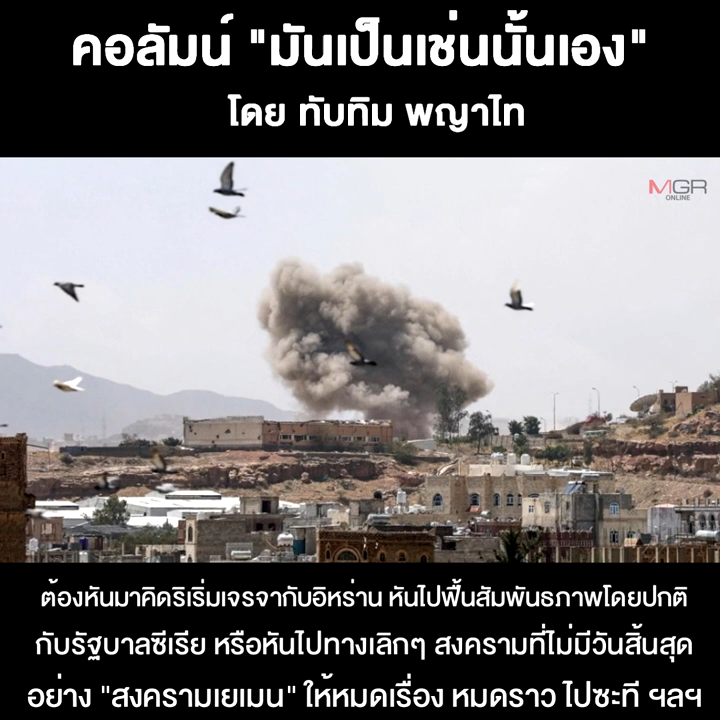 คอลัมน์ "มันเป็นเช่นนั้นเอง"
โดย ทับทิม พญาไท
MGR
ONLINE
ต้องหันมาคิดริเริ่มเจรจากับอิหร่าน หันไปฟื้นสัมพันธภาพโดยปกติ
กับรัฐบาลซีเรีย หรือหันไปทางเลิกๆ สงครามที่ไม่มีวันสิ้นสุด
อย่าง "สงครามเยเมน" ให้หมดเรื่อง หมดราว ไปซะที ฯลฯ